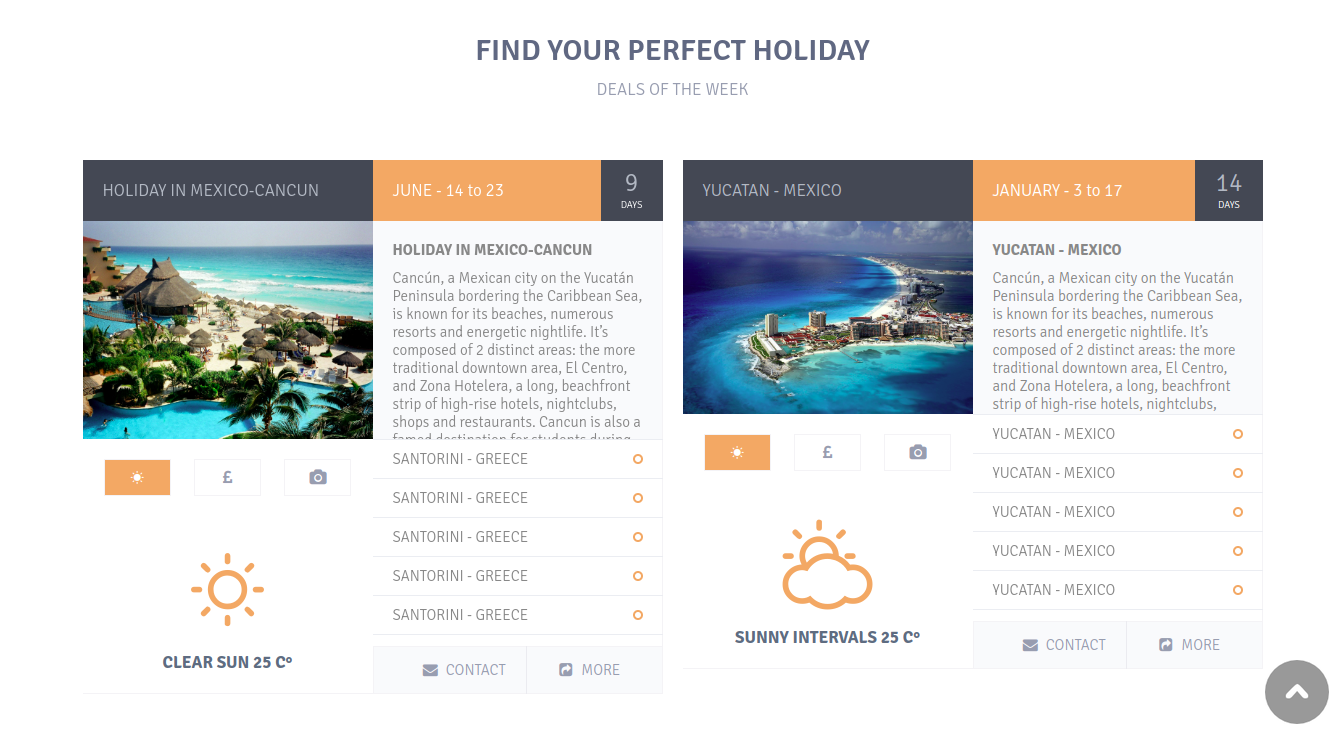 FIND YOUR PERFECT HOLIDAY
DEALS OF THE WEEK
HOLIDAY IN MEXICO-CANCUN
JUNE - 14 to 23
9
DAYS
HOLIDAY IN MEXICO-CANCUN
Cancún, a Mexican city on the Yucatán
Peninsula bordering the Caribbean Sea,
is known for its beaches, numerous
resorts and energetic nightlife. It’s
composed of 2 distinct areas: the more
traditional downtown area, El Centro,
and Zona Hotelera, a long, beachfront
strip of high-rise hotels, nightclubs,
shops and restaurants. Cancun is also a
famed destination for students during
£
CLEAR SUN 25 Cº
SANTORINI - GREECE
SANTORINI - GREECE
SANTORINI - GREECE
SANTORINI - GREECE
SANTORINI - GREECE
CONTACT
MORE
YUCATAN - MEXICO
JANUARY - 3 to 17
14
DAYS
YUCATAN - MEXICO
Cancún, a Mexican city on the Yucatán
Peninsula bordering the Caribbean Sea,
is known for its beaches, numerous
resorts and energetic nightlife. It’s
composed of 2 distinct areas: the more
traditional downtown area, El Centro,
and Zona Hotelera, a long, beachfront
strip of high-rise hotels, nightclubs,
£
SUNNY INTERVALS 25 Cº
YUCATAN - MEXICO
YUCATAN - MEXICO
YUCATAN - MEXICO
YUCATAN - MEXICO
YUCATAN - MEXICO
CONTACT
MORE